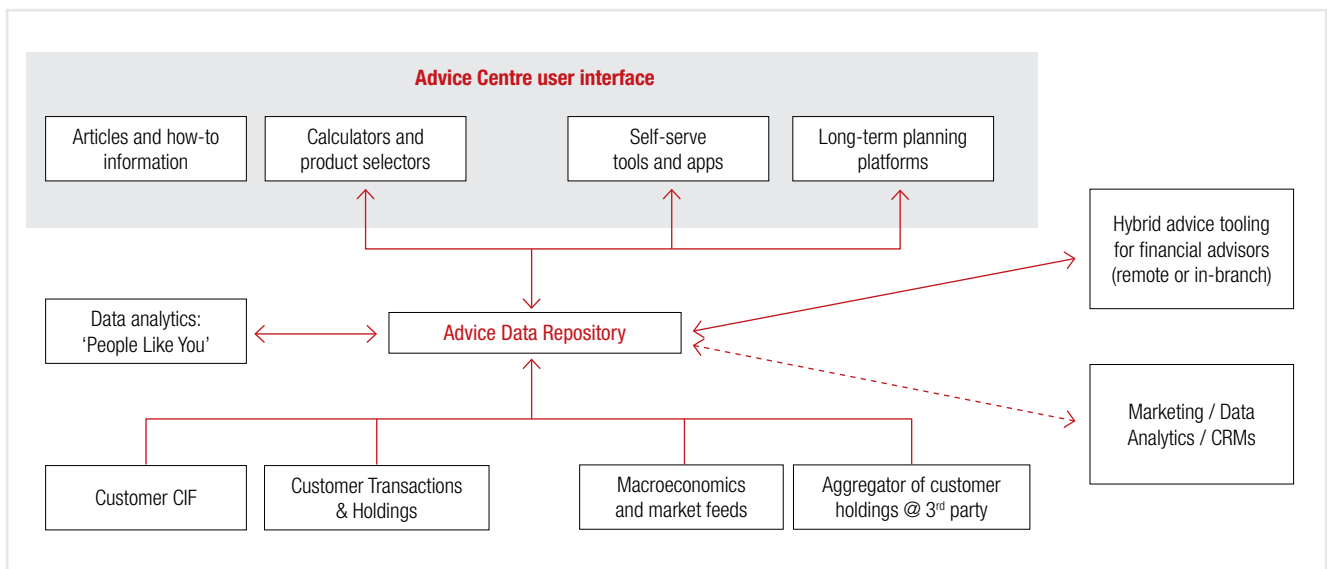 Advice Centre user interface
Articles and how-to
information
Calculators and
product selectors
Self-serve
tools and apps
Long-term planning
platforms
Hybrid advice tooling
for financial advisors
(remote or in-branch)
Data analytics:
‘People Like You’
Advice Data Repository
Marketing / Data
Analytics / CRMs
Customer CIF
Customer Transactions
& Holdings
Macroeconomics
and market feeds
Aggregator of customer
holdings @ 3rd party